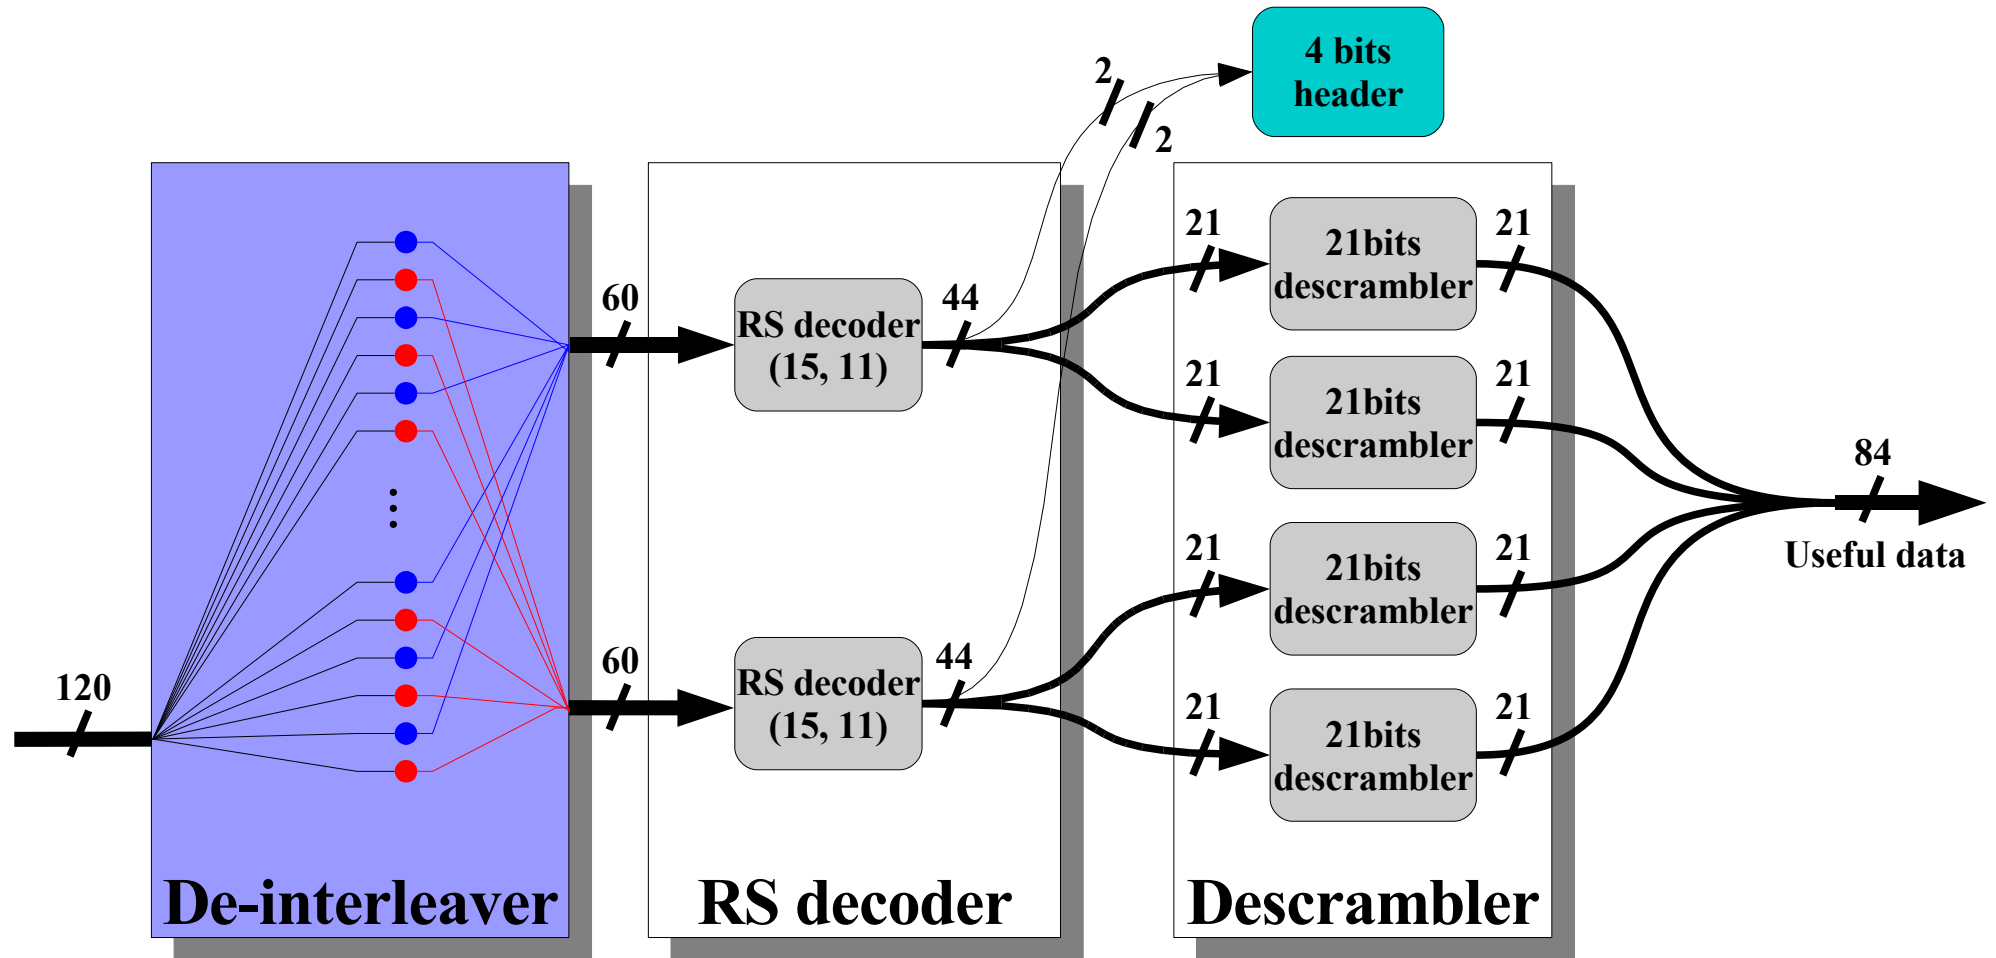 120
De-interleaver
60
60
RS decoder
(15, 11)
44
RS decoder
(15, 11)
44
RS decoder
2
2
4 bits
header
21
21bits
descrambler
21
21
21bits
descrambler
21
21
21bits
descrambler
21
21
21bits
descrambler
21
Descrambler
84
Useful data